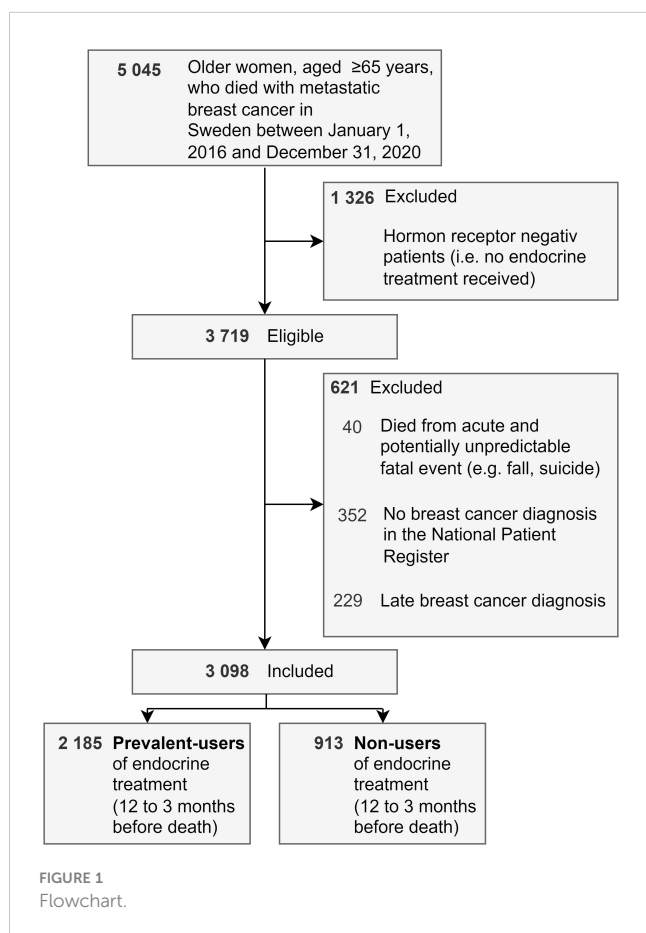 5 045 Older women, aged ≥65 years,
who died with metastatic
breast cancer in
Sweden between January 1,
2016 and December 31, 2020
1 326 Excluded
Hormon receptor negativ
patients (i.e. no endocrine
treatment received)
3 719 Eligible
621 Excluded
40 Died from acute and
potentially unpredictable
fatal event (e.g. fall, suicide)
352 No breast cancer diagnosis
in the National Patient
Register
229 Late breast cancer diagnosis
3 098 Included
2 185 Prevalent-users
of endocrine
treatment
(12 to 3 months
before death)
913 Non-users
of endocrine
treatment
(12 to 3 months
before death)
FIGURE 1
Flowchart.